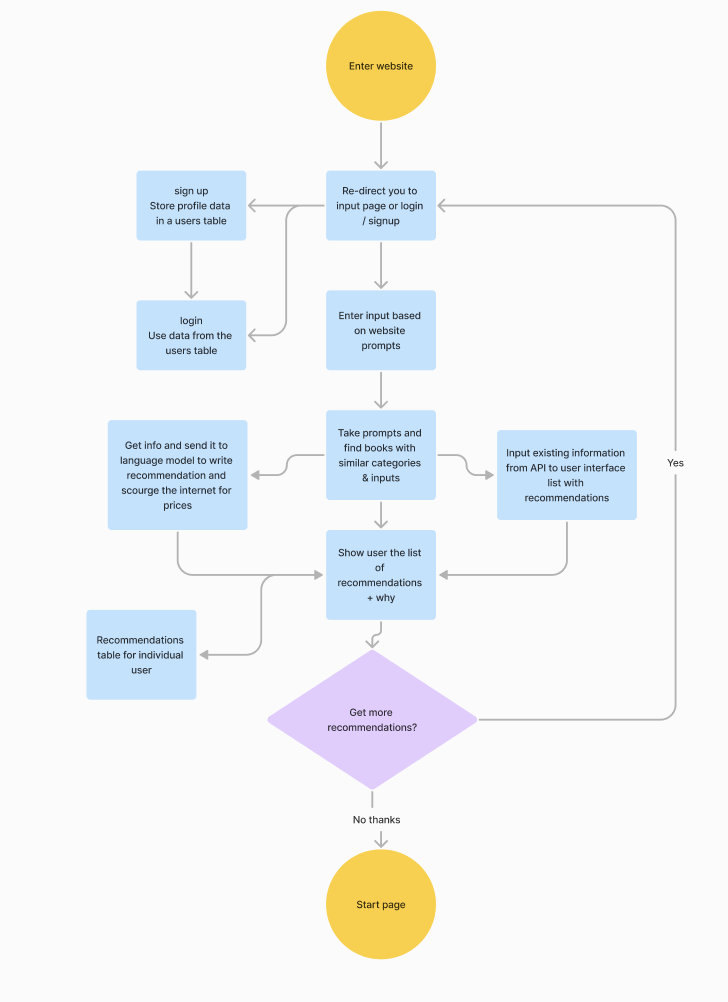 Enter website
sign up
Store profile data
in a users table
Re-direct you to
input page or login
/ signup
login
Use data from the
users table
Enter input based
on website
prompts
Get info and send it to
language model to write
recommendation and
scourge the internet for
prices
Take prompts and
find books with
similar categories
& inputs
Input existing information
from API to user interface
list with
recommendations
Yes
Show user the list
of
recommendations
+ why
Recommendations
table for individual
user
Get more
recommendations?
No thanks
Start page